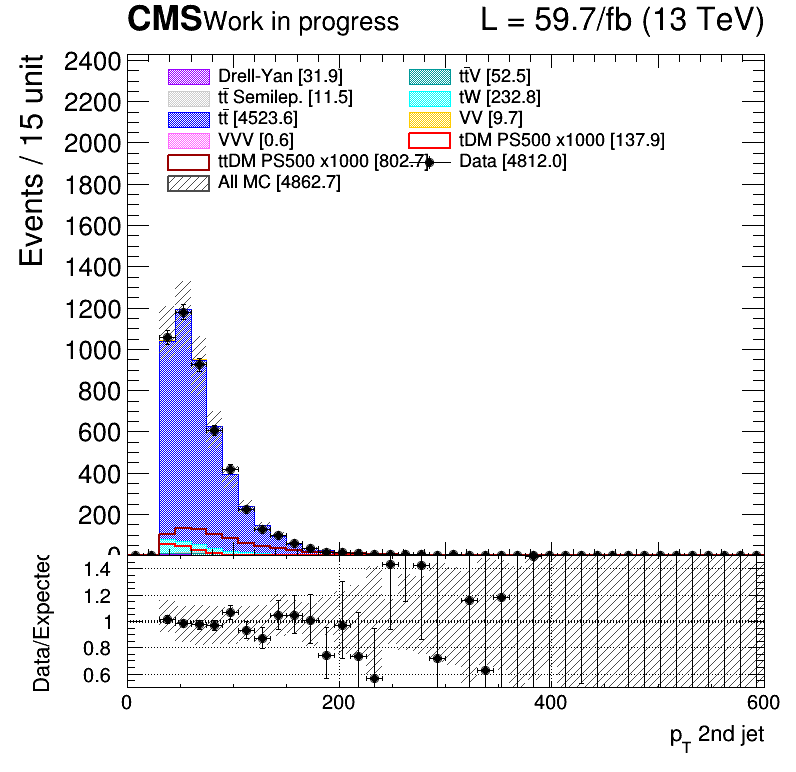 CMS Work in progress L = 59.7/fb (13 TeV)
Events / 15 unit
2400
2200
2000
1800
1600
1400
1200
1000
800
600
400
200
0
Drell-Yan [31.9] tt̄V [52.5]
tt̄ Semilep. [11.5] tW [232.8]
tt̄ [4523.6] VV [9.7]
VVV [0.6] tDM PS500 x1000 [137.9]
ttDM PS500 x1000 [802.7] Data [4812.0]
All MC [4862.7]
Data/Expected
1.4
1.2
1
0.8
0.6
0 200 400 600
p_T 2nd jet